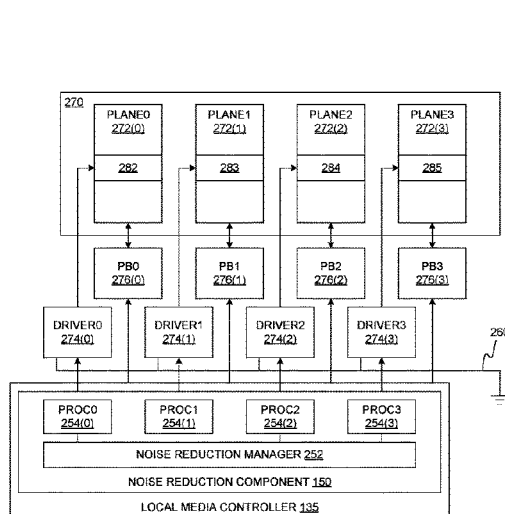 270
PLANE0 PLANE1 PLANE2 PLANE3
272(0) 272(1) 272(2) 272(3)
282 283 284 285
PB0 PB1 PB2 PB3
276(0) 276(1) 276(2) 276(3)
DRIVER0 DRIVER1 DRIVER2 DRIVER3
274(0) 274(1) 274(2) 274(3)
260
PROC0 PROC1 PROC2 PROC3
254(0) 254(1) 254(2) 254(3)
NOISE REDUCTION MANAGER 252
NOISE REDUCTION COMPONENT 150
LOCAL MEDIA CONTROLLER 135